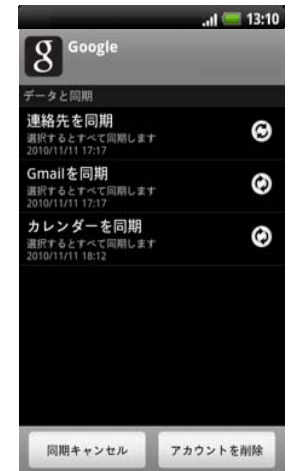 13:10
g Google
データと同期
連絡先を同期
選択するとすべて同期します
2010/11/11 17:17
Gmailを同期
選択するとすべて同期します
2010/11/11 17:17
カレンダーを同期
選択するとすべて同期します
2010/11/11 18:12
同期キャンセル アカウントを削除